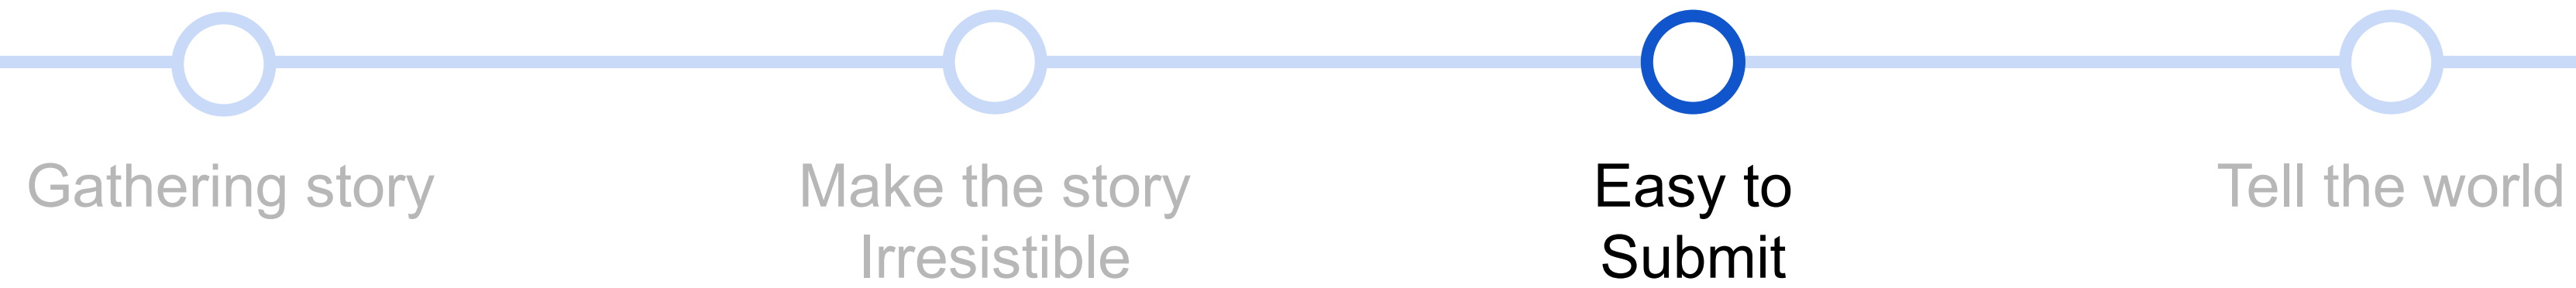 Gathering story
Make the story
Irresistible
Easy to
Submit
Tell the world